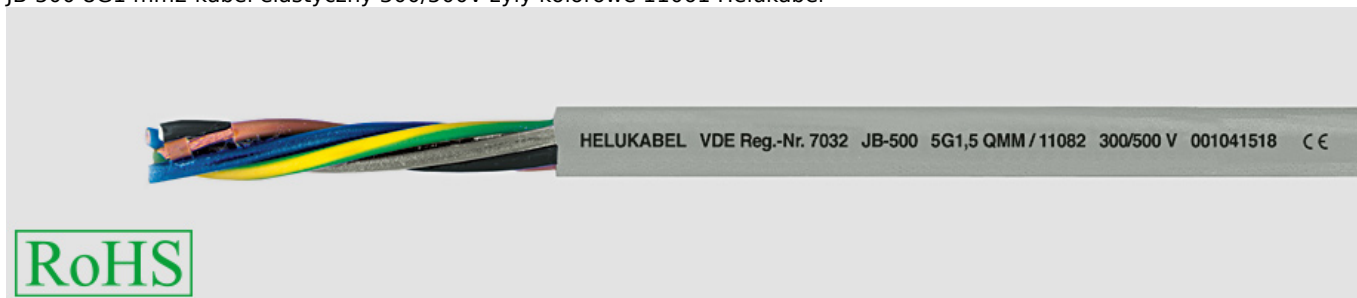 HELUKABEL VDE Reg.-Nr. 7032 JB-500 5G1,5 QMM / 11082 300/500 V 001041518 CE
RoHS